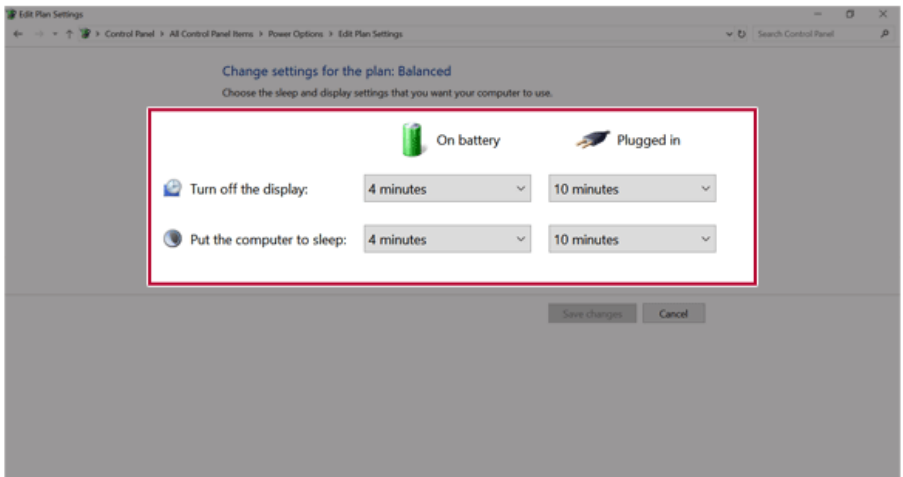 Edit Plan Settings
Control Panel > All Control Panel Items > Power Options > Edit Plan Settings
Search Control Panel
Change settings for the plan: Balanced
Choose the sleep and display settings that you want your computer to use.
On battery Plugged in
Turn off the display: 4 minutes 10 minutes
Put the computer to sleep: 4 minutes 10 minutes
Save changes Cancel